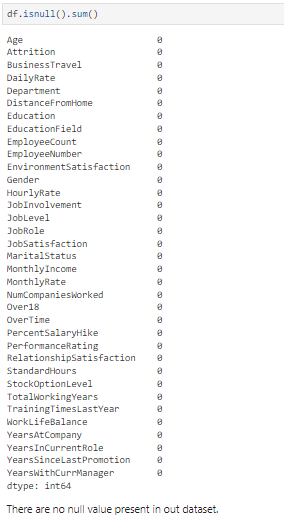 df.isnull().sum()
Age 0
Attrition 0
BusinessTravel 0
DailyRate 0
Department 0
DistanceFromHome 0
Education 0
EducationField 0
EmployeeCount 0
EmployeeNumber 0
EnvironmentSatisfaction 0
Gender 0
HourlyRate 0
JobInvolvement 0
JobLevel 0
JobRole 0
JobSatisfaction 0
MaritalStatus 0
MonthlyIncome 0
MonthlyRate 0
NumCompaniesWorked 0
Over18 0
OverTime 0
PercentSalaryHike 0
PerformanceRating 0
RelationshipSatisfaction 0
StandardHours 0
StockOptionLevel 0
TotalWorkingYears 0
TrainingTimesLastYear 0
WorkLifeBalance 0
YearsAtCompany 0
YearsInCurrentRole 0
YearsSinceLastPromotion 0
YearsWithCurrManager 0
dtype: int64
There are no null value present in out dataset.